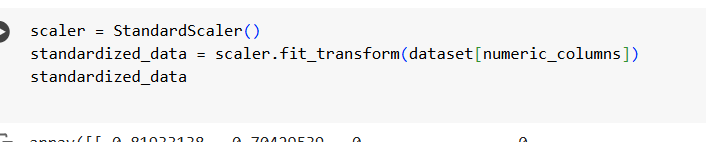 scaler = StandardScaler()
standardized_data = scaler.fit_transform(dataset[numeric_columns])
standardized_data